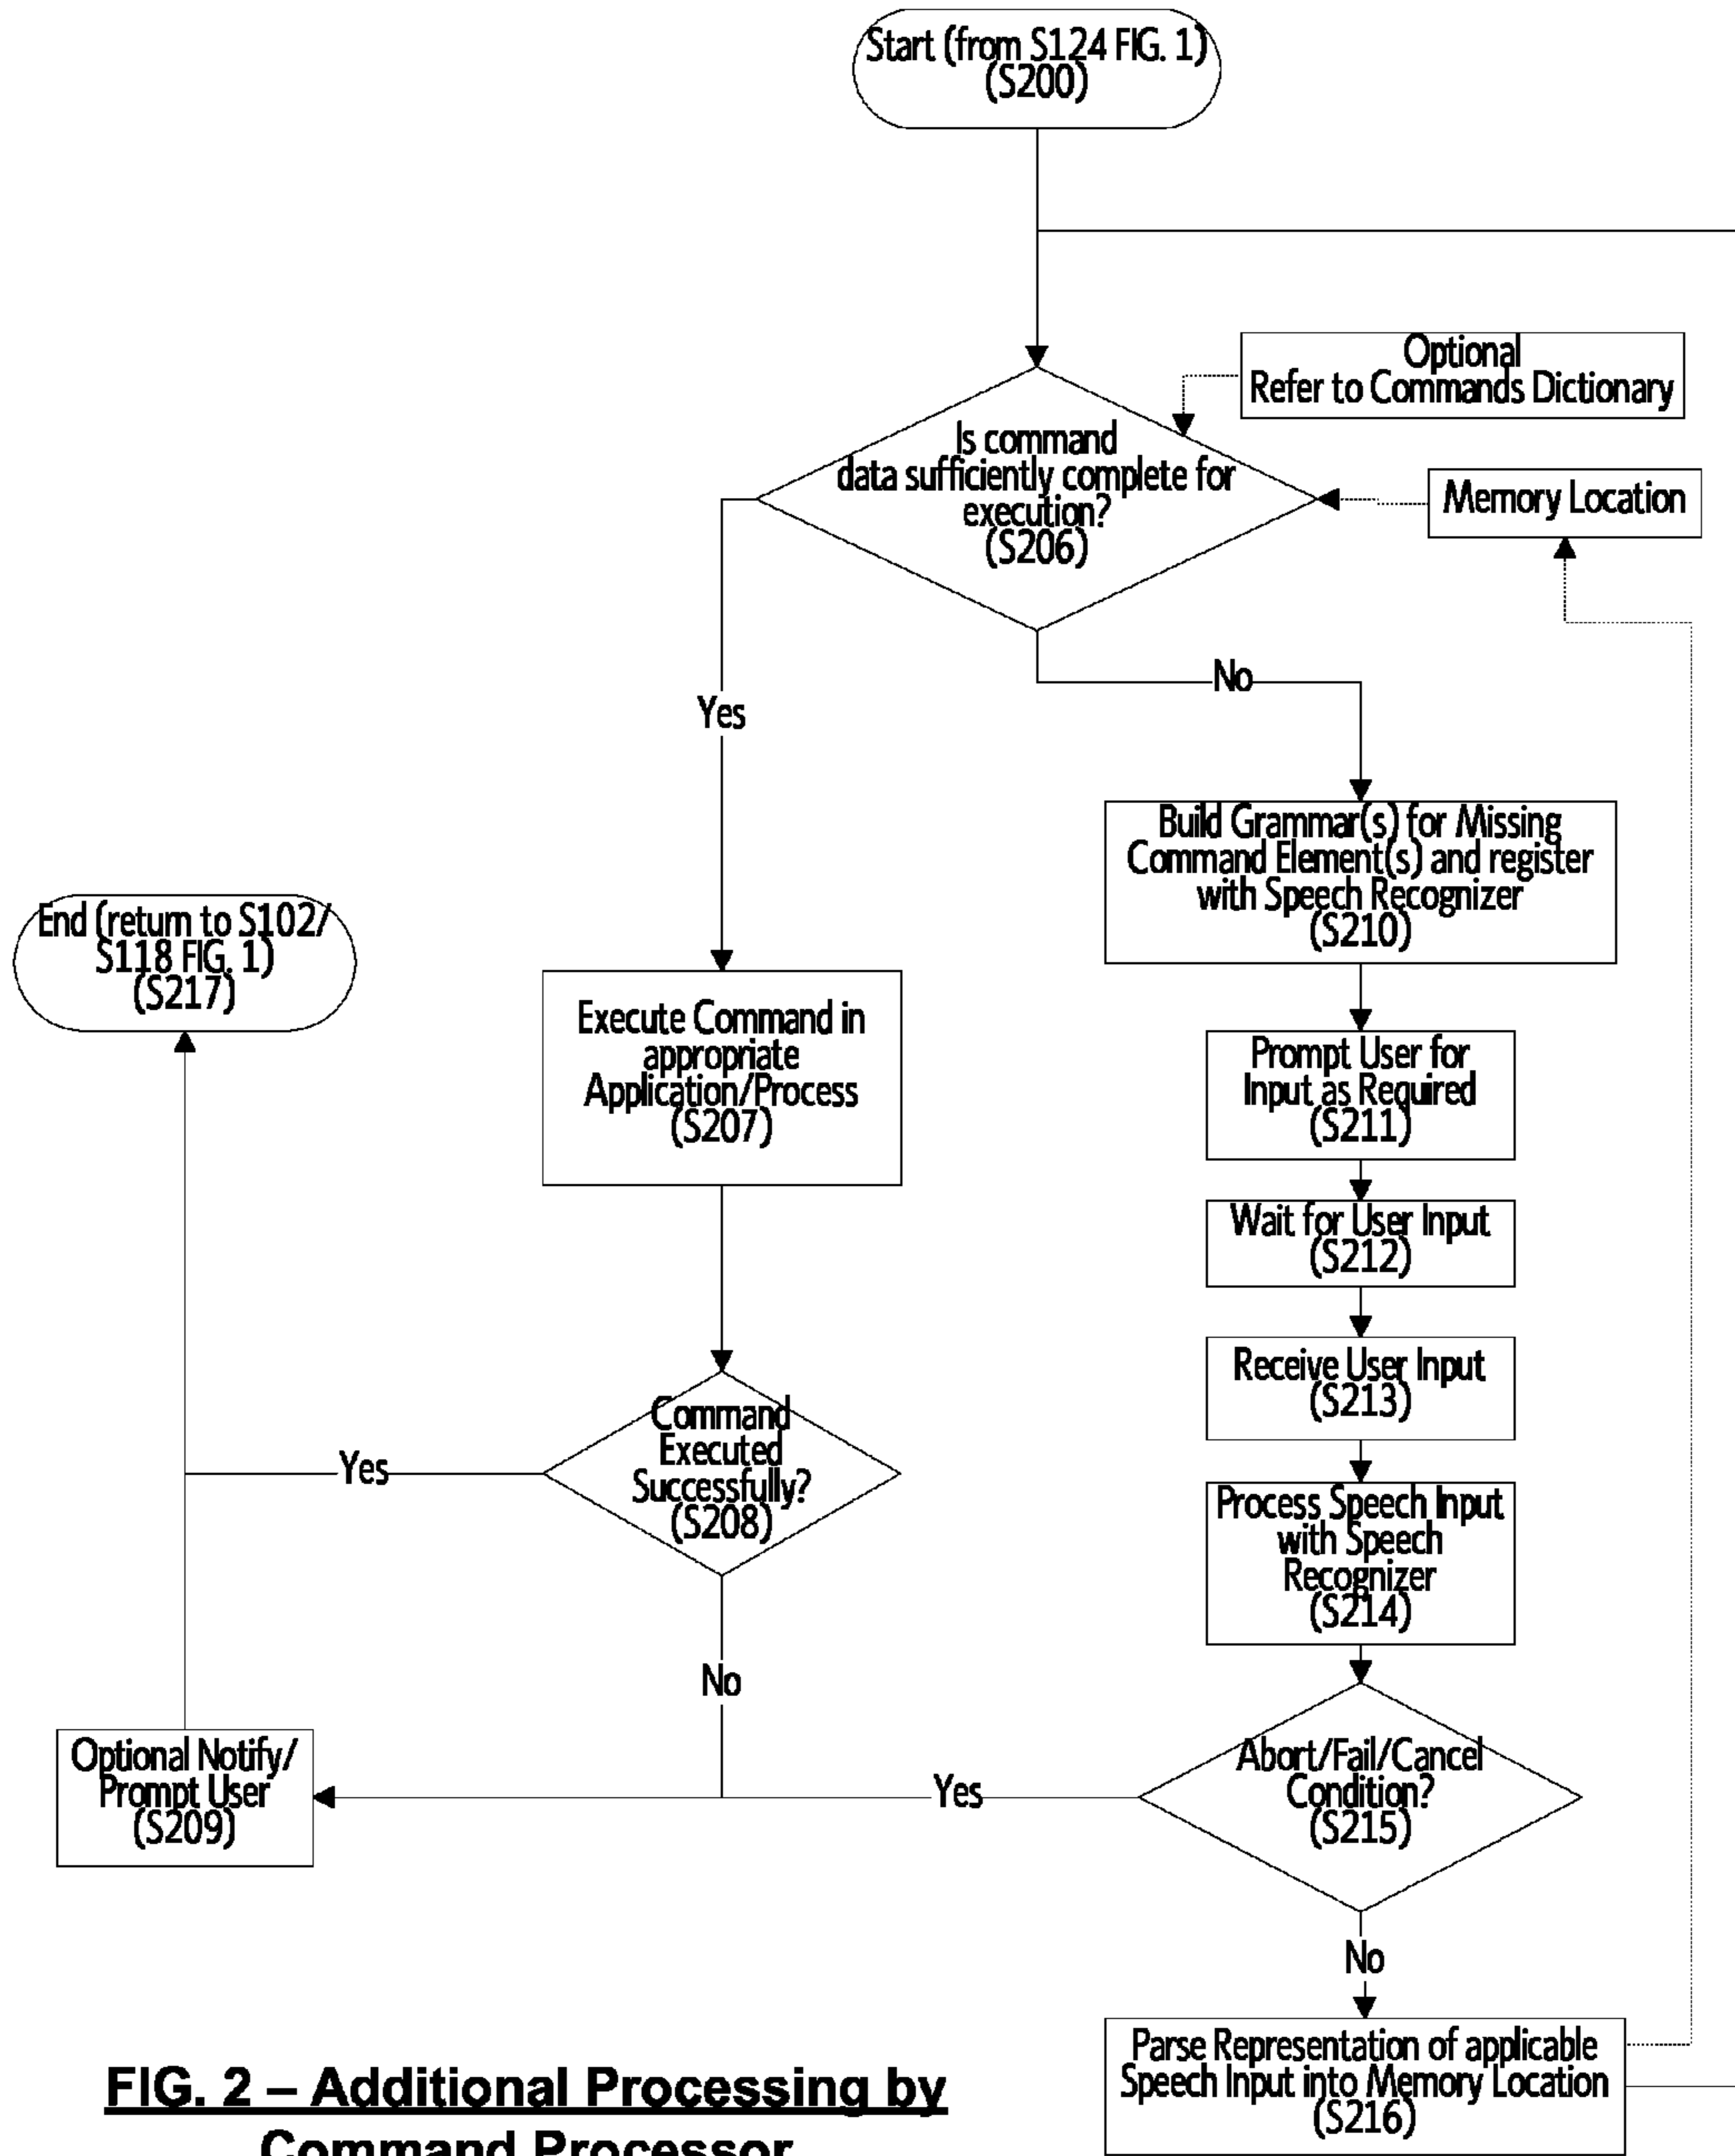 Start (from S124 FIG. 1)
(S200)
Optional
Refer to Commands Dictionary
Is command
data sufficiently complete for
execution?
(S206)
Memory Location
No
Yes
Build Grammar(s) for Missing
Command Element(s) and register
with Speech Recognizer
(S210)
End (return to S102/
S118 FIG. 1)
(S217)
Execute Command in
appropriate
Application/Process
(S207)
Prompt User for
Input as Required
(S211)
Wait for User Input
(S212)
Receive User Input
(S213)
Command
Executed
Successfully?
(S208)
Yes
Process Speech Input
with Speech
Recognizer
(S214)
No
Optional Notify/
Prompt User
(S209)
Yes
Abort/Fail/Cancel
Condition?
(S215)
No
Parse Representation of applicable
Speech Input into Memory Location
(S216)
FIG. 2 – Additional Processing by
Command Processor